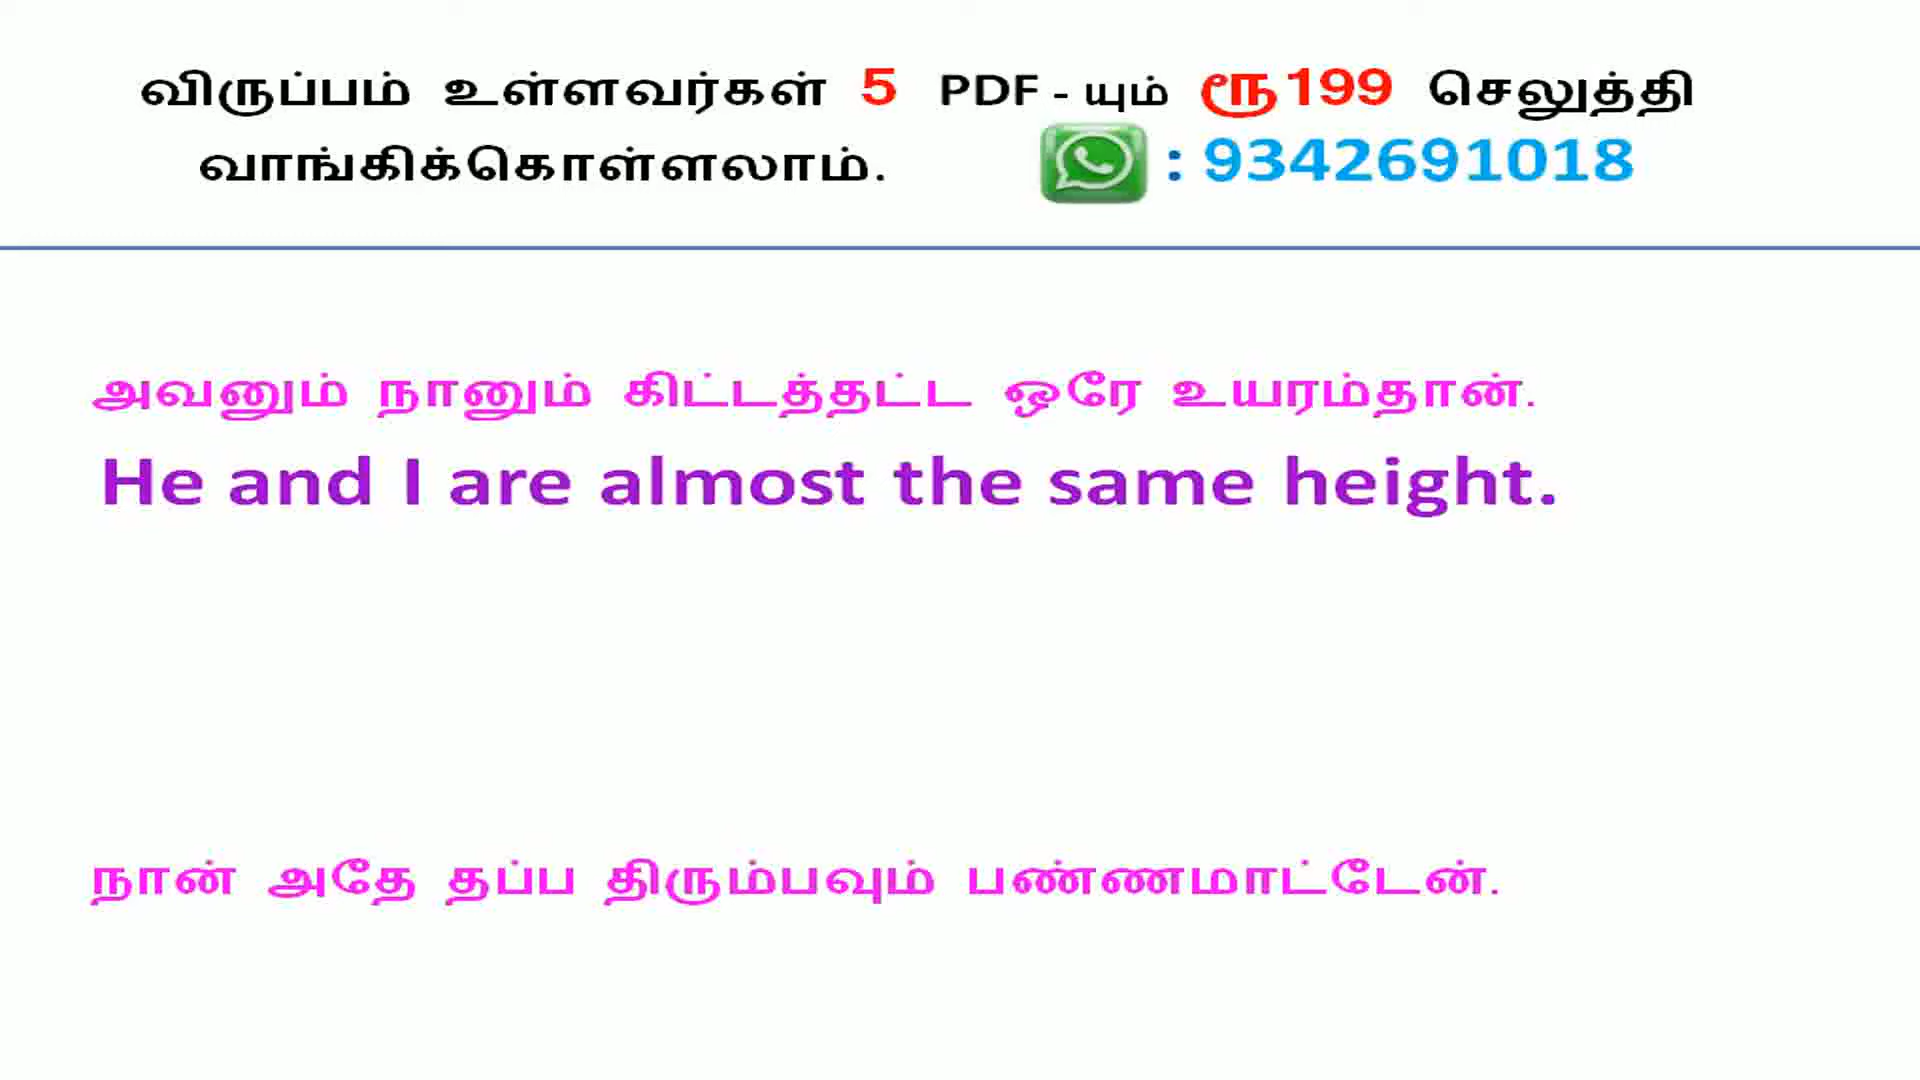 விருப்பம் உள்ளவர்கள் 5 PDF - யும் ரூ199 செலுத்தி
வாங்கிக்கொள்ளலாம். : 9342691018
அவனும் நானும் கிட்டத்தட்ட ஒரே உயரம்தான்.
He and I are almost the same height.
நான் அதே தப்ப திரும்பவும் பண்ணமாட்டேன்.